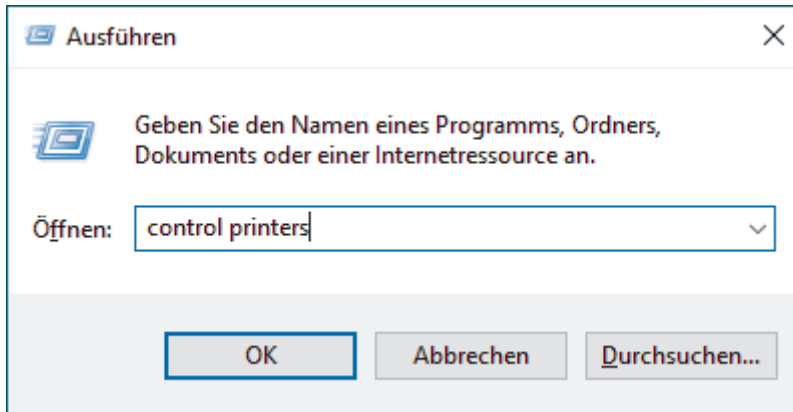 Ausführen
Geben Sie den Namen eines Programms, Ordners,
Dokuments oder einer Internetressource an.
Öffnen: control printers
OK Abbrechen Durchsuchen...